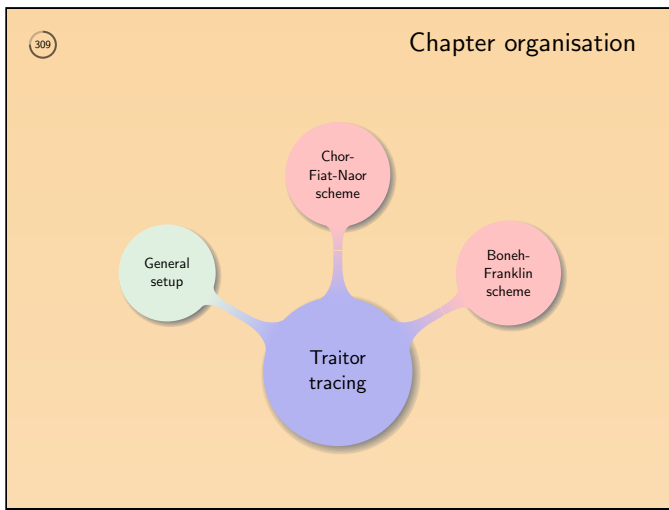 309
Chapter organisation
Chor-
Fiat-Naor
scheme
General
setup
Boneh-
Franklin
scheme
Traitor
tracing